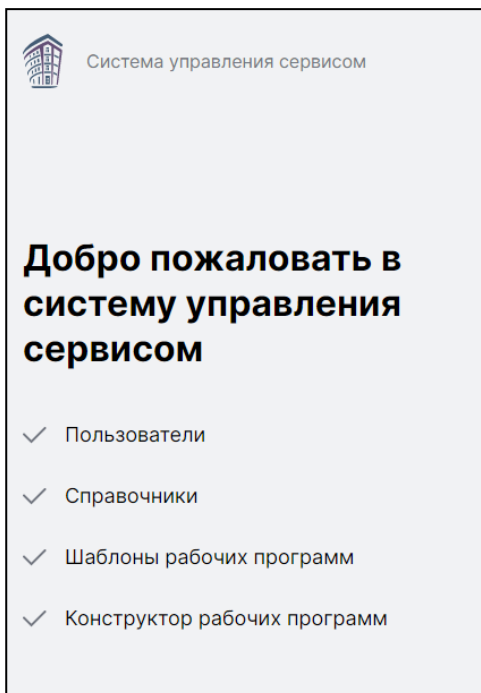 Система управления сервисом
Добро пожаловать в
систему управления
сервисом
Пользователи
Справочники
Шаблоны рабочих программ
Конструктор рабочих программ